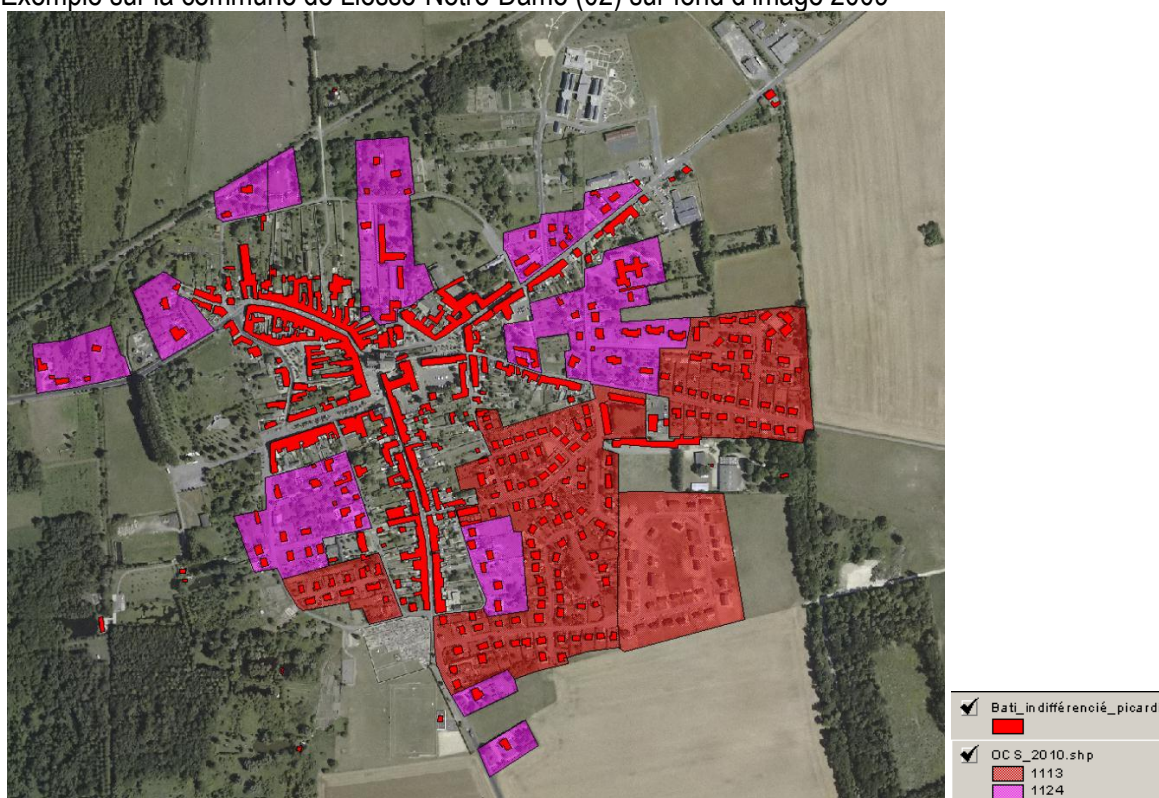 Exemple sur la commune de Liesse-Notre-Dame (02) sur fond d'image
Bati_indifférencié_picard
OCS_2010.shp
1113
1124